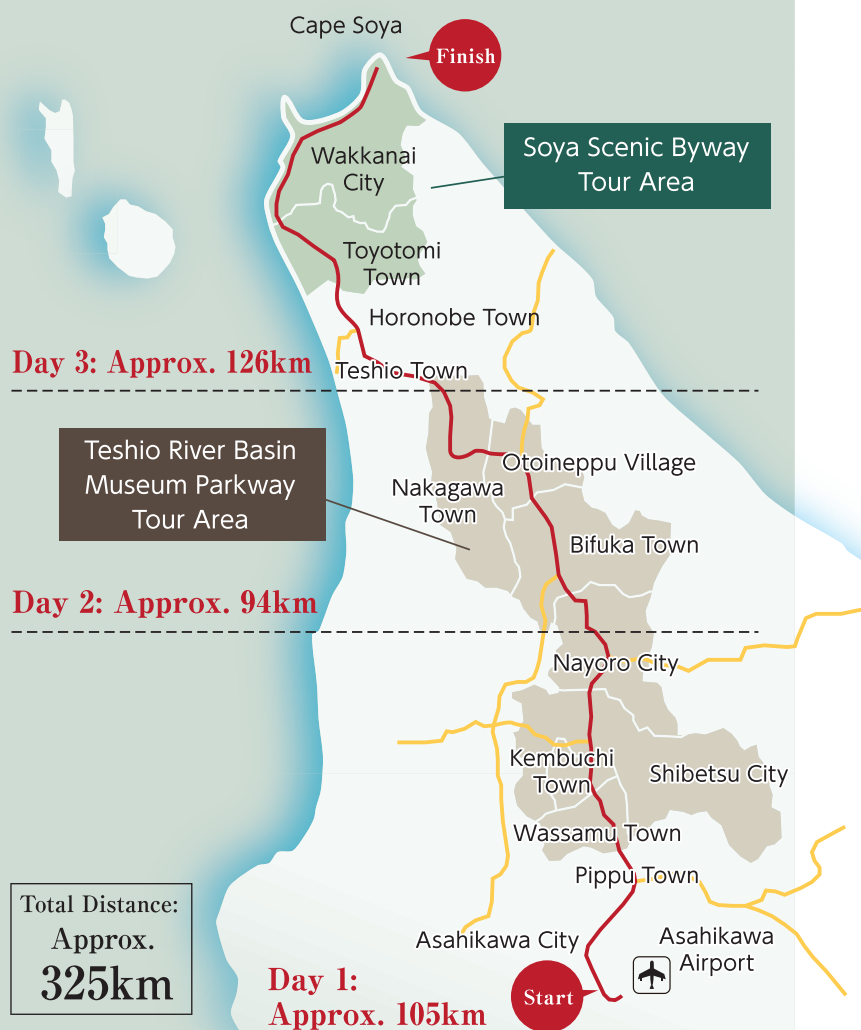 Cape Soya
Finish
Wakkanai
City
Soya Scenic Byway
Tour Area
Toyotomi
Town
Horonobe Town
Day 3: Approx. 126km
Teshio Town
Teshio River Basin
Museum Parkway
Tour Area
Otoineppu Village
Nakagawa
Town
Bifuka Town
Day 2: Approx. 94km
Nayoro City
Kembuchi
Town
Shibetsu City
Wassamu Town
Pippu Town
Total Distance:
Approx.
325km
Asahikawa City
Asahikawa
Airport
Day 1:
Approx. 105km
Start